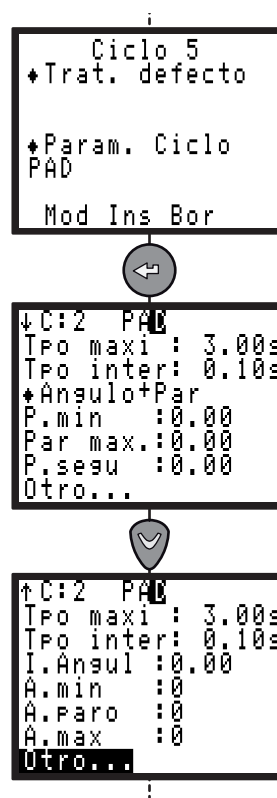 Ciclo 5
♦Trat. defecto
♦Param. Ciclo
PAD
Mod Ins Bor
↓C:2 PAD
Tpo maxi : 3.00s
Tpo inter: 0.10s
♦Angulo+Par
P.min :0.00
Par max.:0.00
P.segu :0.00
Otro...
↑C:2 PAD
Tpo maxi : 3.00s
Tpo inter: 0.10s
I.Angul :0.00
A.min :0
A.paro :0
A.max :0
Otro...